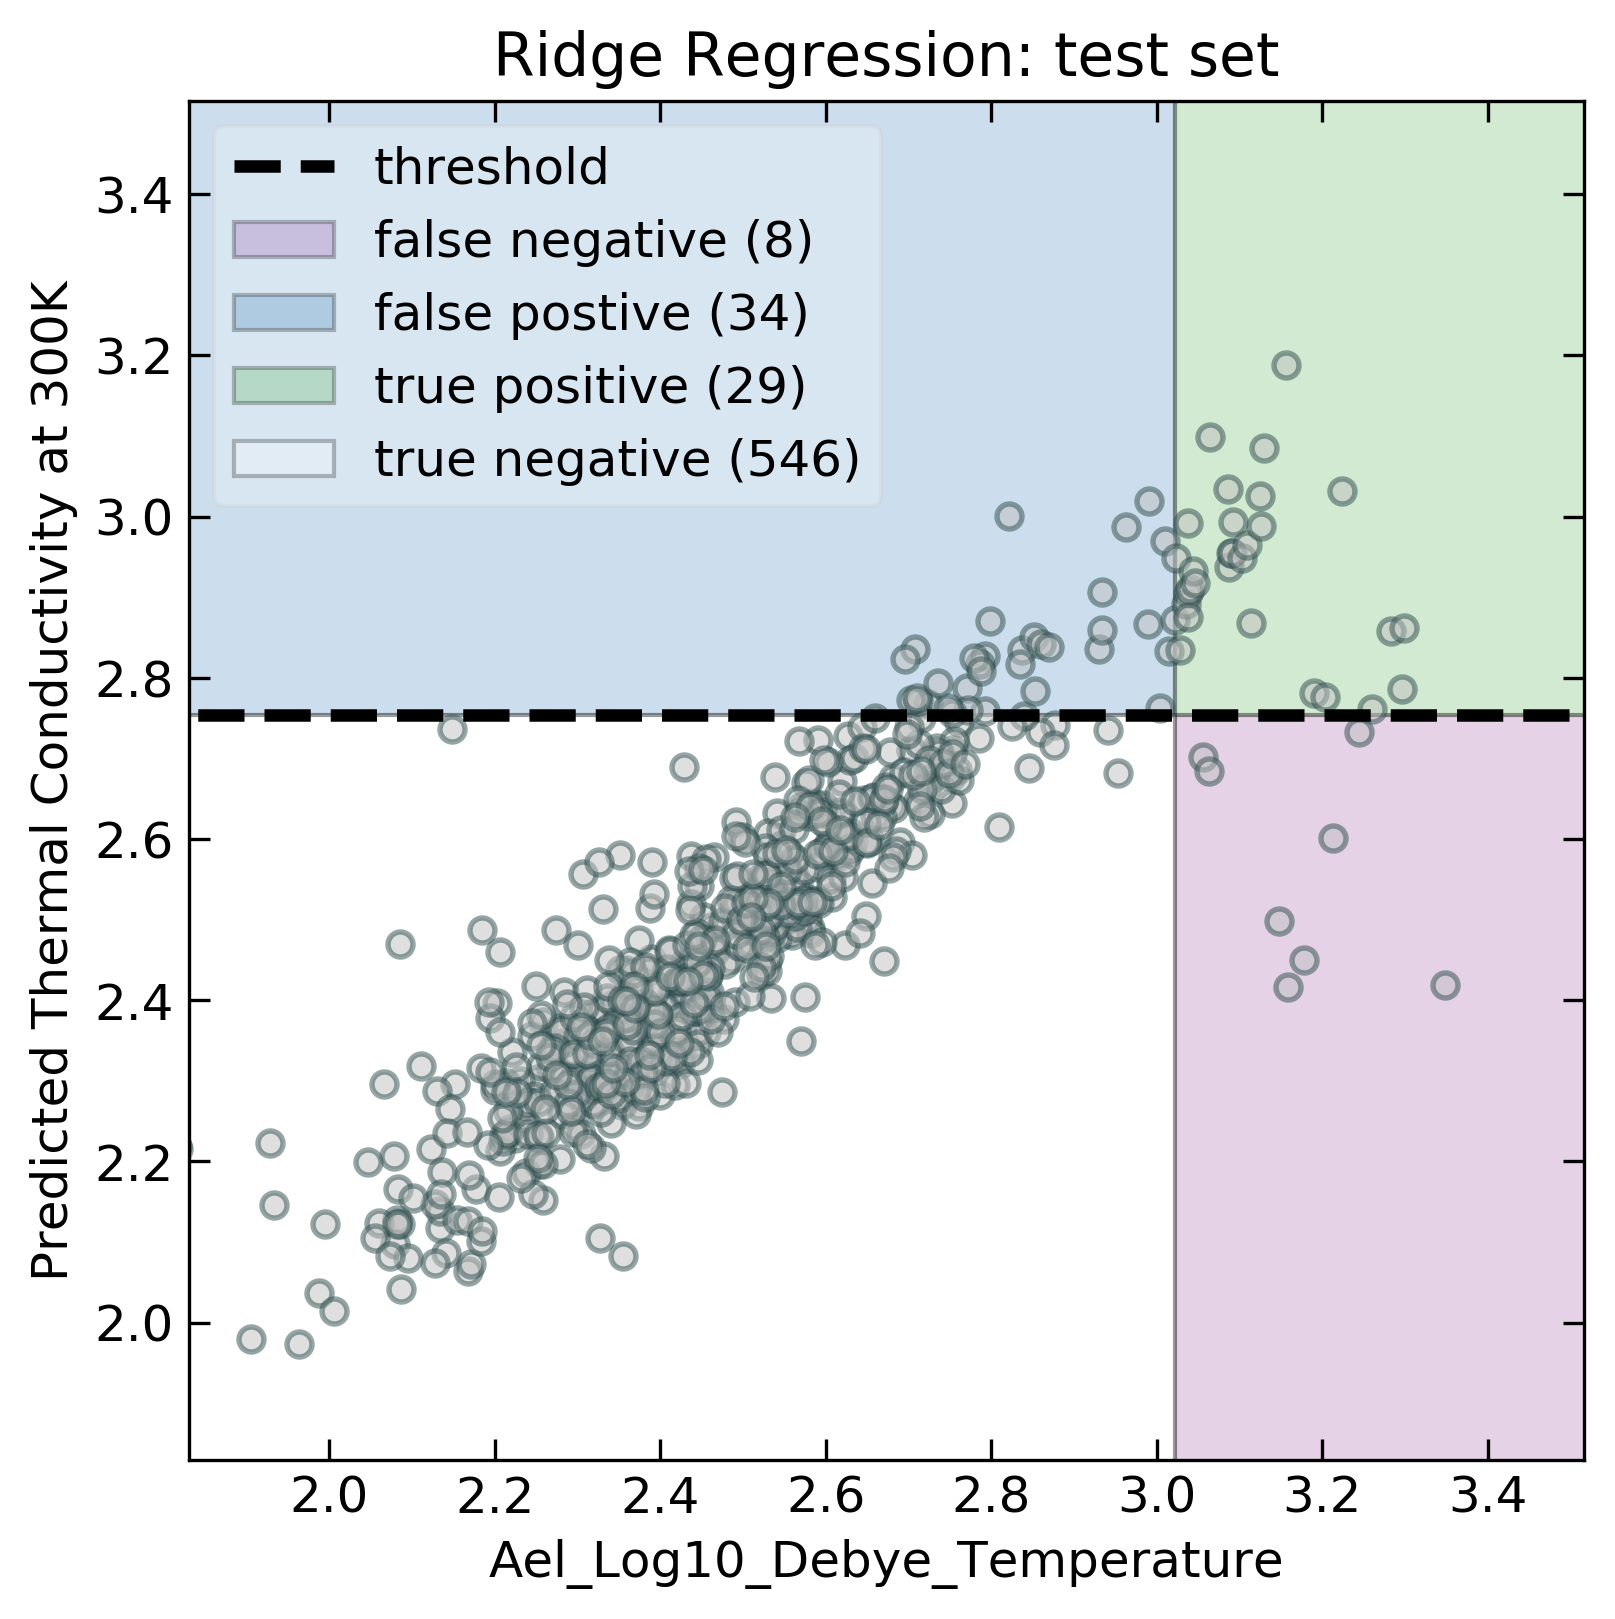 Ridge Regression: test set
threshold
false negative (8)
false postive (34)
true positive (29)
true negative (546)
Predicted Thermal Conductivity at 300K
3.4
3.2
3.0
2.8
2.6
2.4
2.2
2.0
2.0 2.2 2.4 2.6 2.8 3.0 3.2 3.4
Ael_Log10_Debye_Temperature